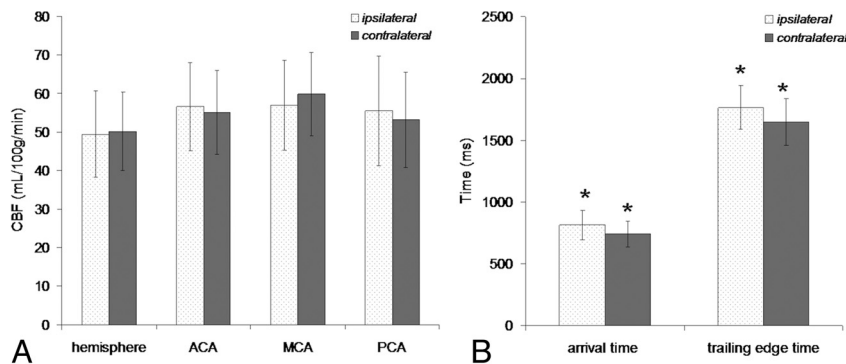 ipsilateral
contralateral
80
70
60
50
40
30
20
10
0
CBF (mL/100g/min)
hemisphere ACA MCA PCA
A
ipsilateral
contralateral
2500
2000
1500
1000
500
0
Time (ms)
* *
* *
arrival time trailing edge time
B